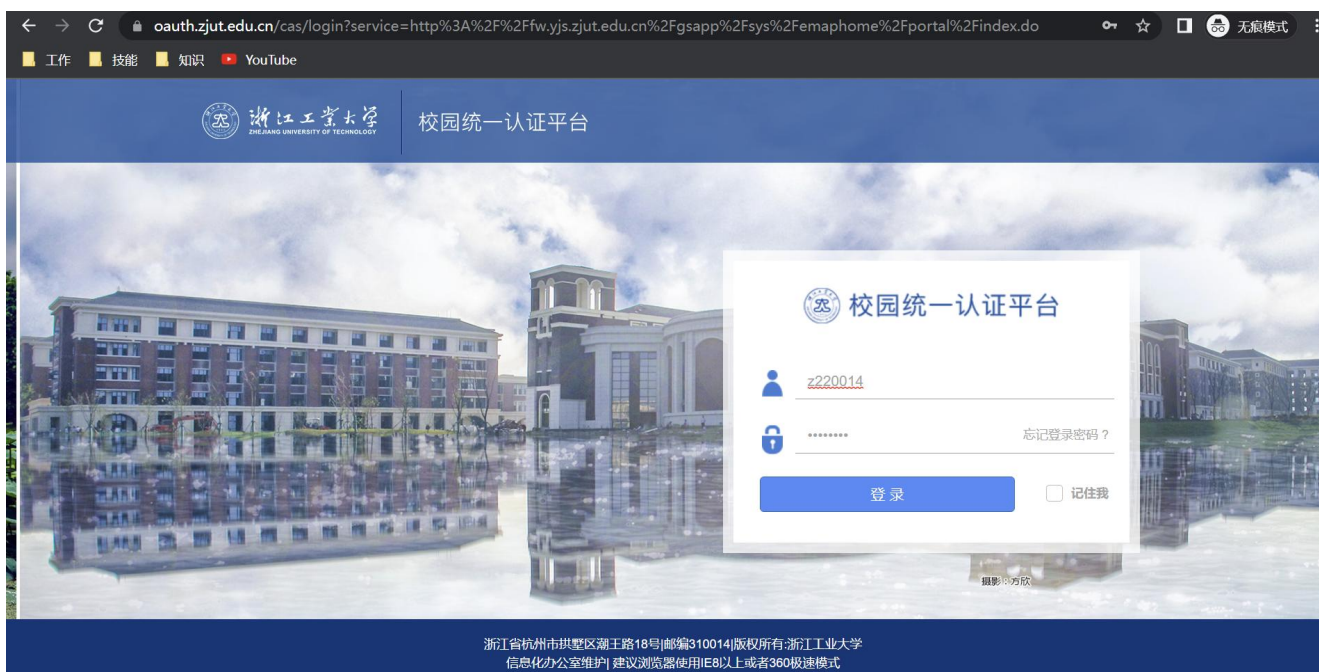 oauth.zjut.edu.cn/cas/login?service=http%3A%2F%2Ffw.yjs.zjut.edu.cn%2Fgsapp%2Fsys%2Femaphome%2Fportal%2Findex.do
无痕模式
工作 技能 知识 YouTube
浙江工业大学
ZHEJIANG UNIVERSITY OF TECHNOLOGY
校园统一认证平台
校园统一认证平台
z220014
********
忘记登录密码？
登 录
记住我
摄影：方欣
浙江省杭州市拱墅区潮王路18号|邮编310014|版权所有:浙江工业大学
信息化办公室维护| 建议浏览器使用IE8以上或者360极速模式